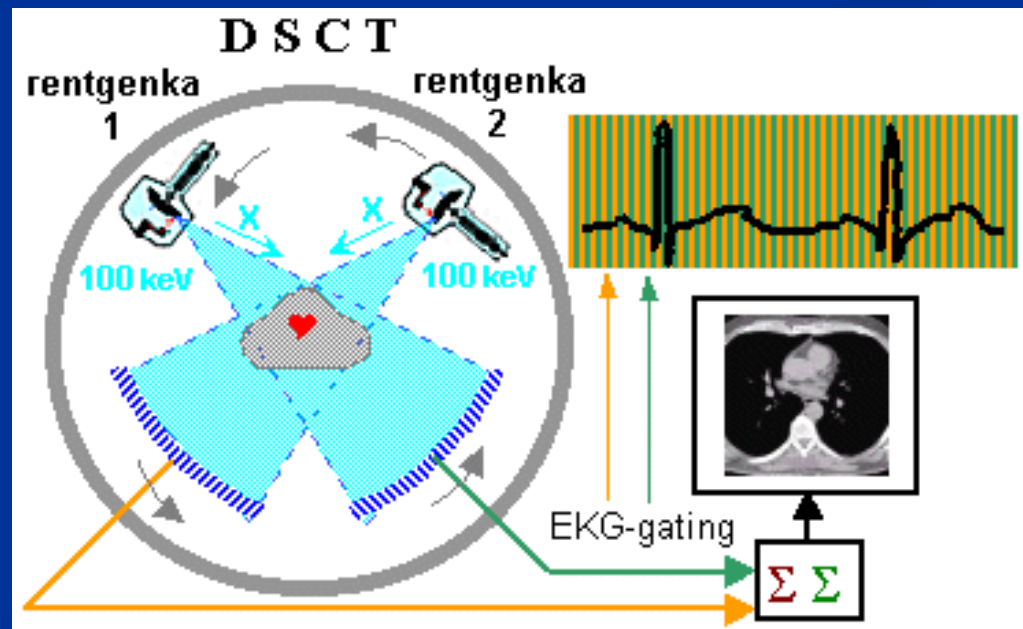 D S C T
rentgenka
1
rentgenka
2
X
X
100 keV
100 keV
EKG-gating
Σ Σ